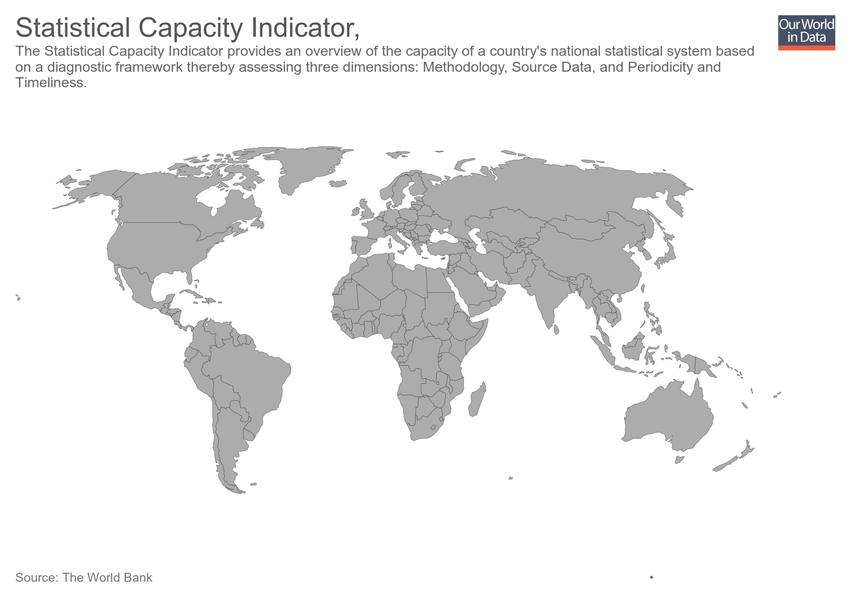 Statistical Capacity Indicator,
The Statistical Capacity Indicator provides an overview of the capacity of a country's national statistical system based
on a diagnostic framework thereby assessing three dimensions: Methodology, Source Data, and Periodicity and
Timeliness.
Our World
in Data
Source: The World Bank
•